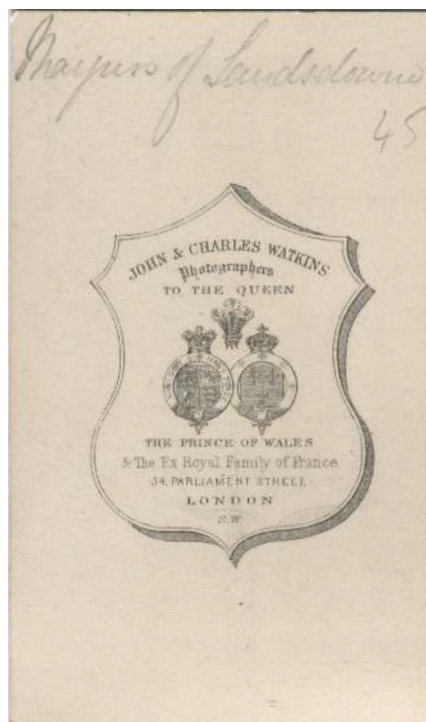 Marquis of Landsdowne
45
JOHN & CHARLES WATKINS
Photographers
TO THE QUEEN
THE PRINCE OF WALES
& The Ex Royal Family of France
34, PARLIAMENT STREET,
LONDON
S.W